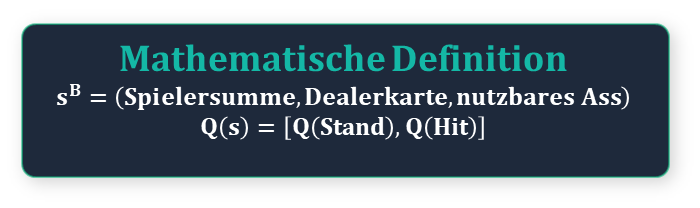 Mathematische Definition
sᴮ = (Spielersumme, Dealerkarte, nutzbares Ass)
Q(s) = [Q(Stand), Q(Hit)]